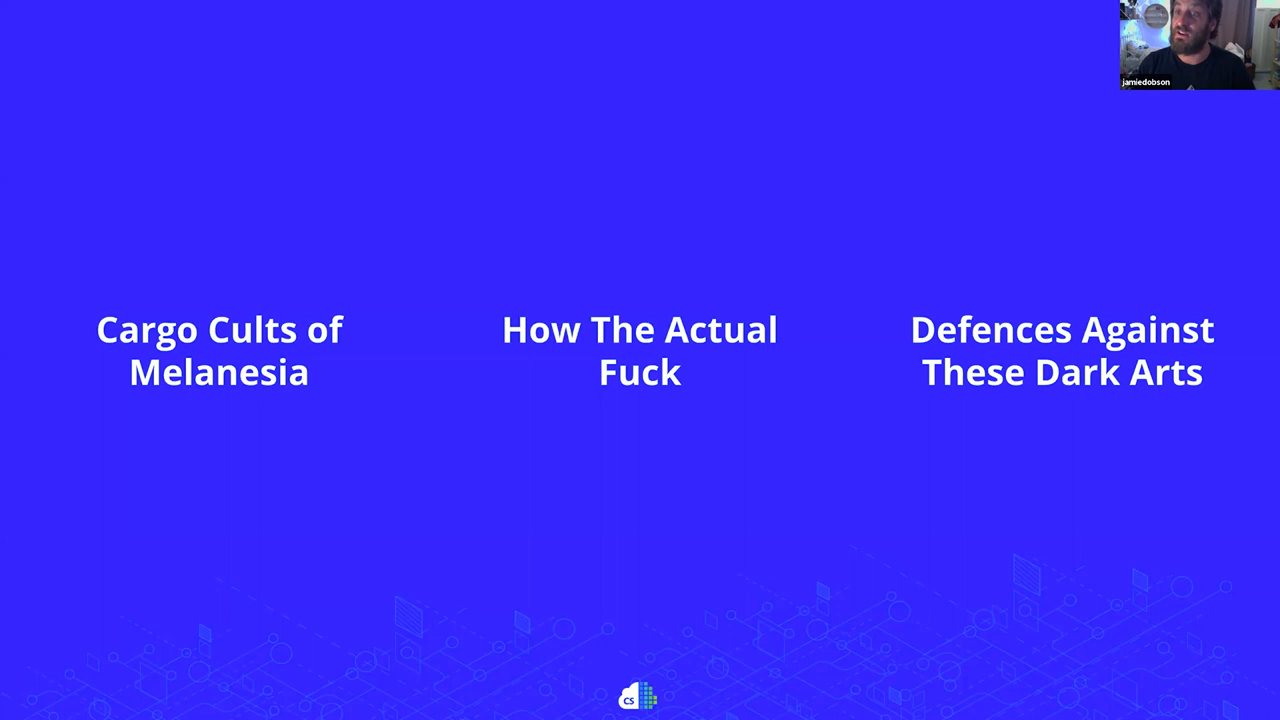 jamiedobson
Cargo Cults of
Melanesia
How The Actual
Fuck
Defences Against
These Dark Arts
CS